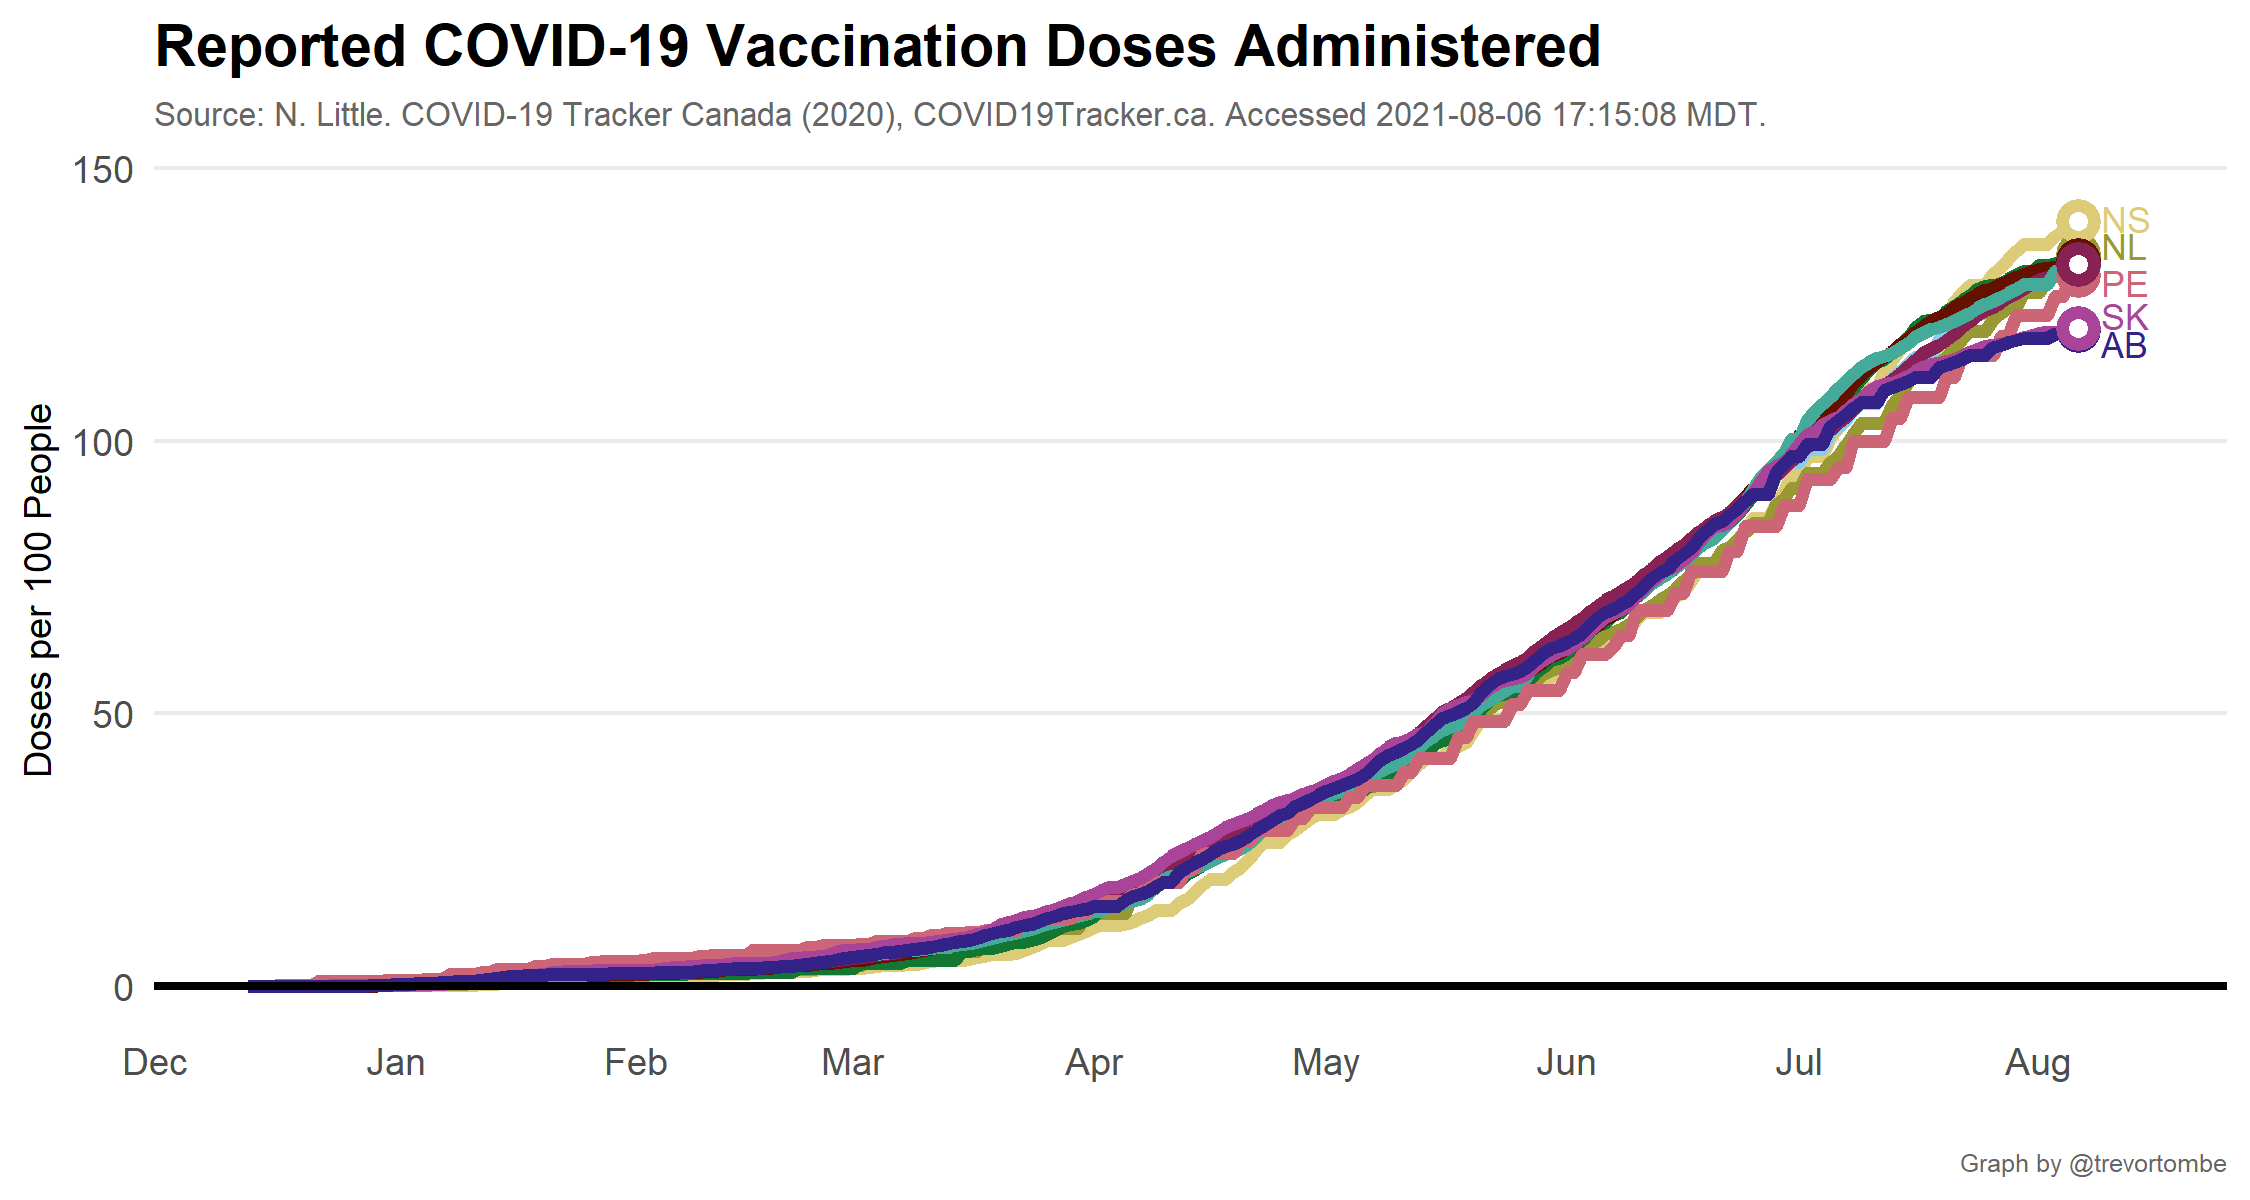 Reported COVID-19 Vaccination Doses Administered
Source: N. Little. COVID-19 Tracker Canada (2020), COVID19Tracker.ca. Accessed 2021-08-06 17:15:08 MDT.
Doses per 100 People
150
100
50
0
NS
NL
PE
SK
AB
Dec Jan Feb Mar Apr May Jun Jul Aug
Graph by @trevortombe